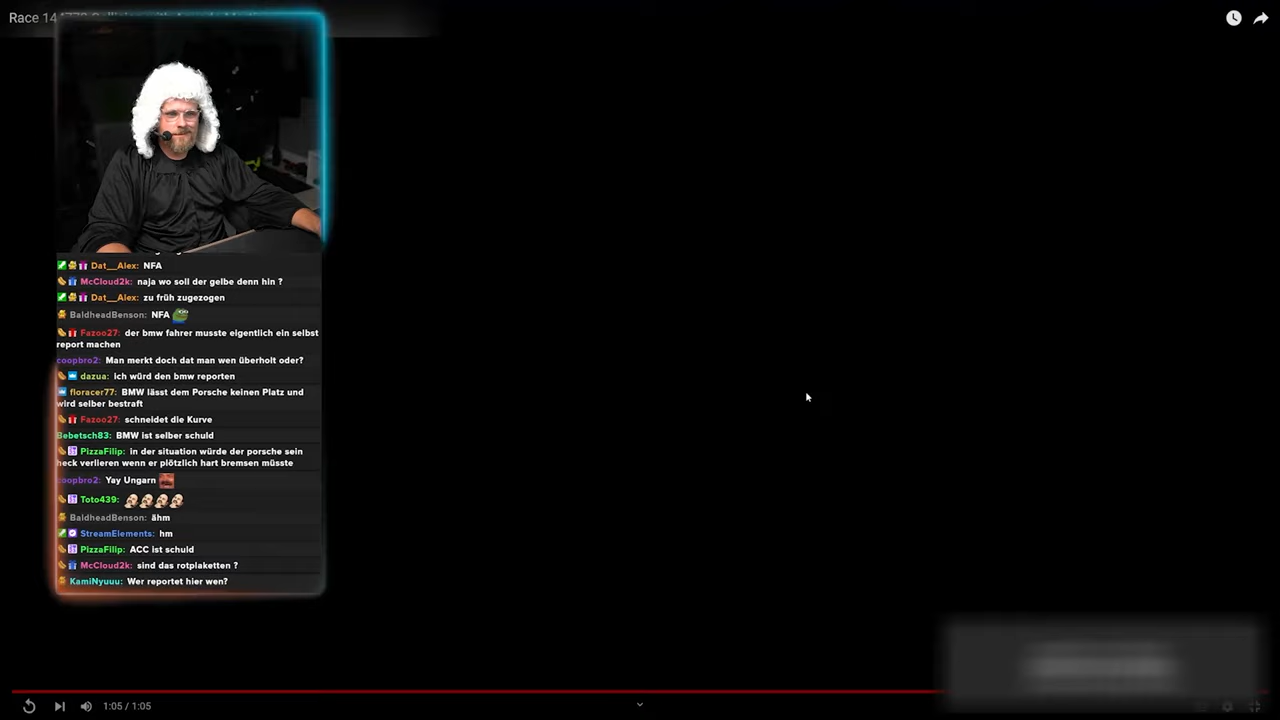 Race 14
Dat__Alex: NFA
McCloud2k: naja wo soll der gelbe denn hin ?
Dat__Alex: zu früh zugezogen
BaldheadBenson: NFA
Fazoo27: der bmw fahrer musste eigentlich ein selbst
report machen
coopbro2: Man merkt doch dat man wen überholt oder?
dazua: ich würd den bmw reporten
floracer77: BMW lässt dem Porsche keinen Platz und
wird selber bestraft
Fazoo27: schneidet die Kurve
Bebetsch83: BMW ist selber schuld
PizzaFilip: in der situation würde der porsche sein
heck verlieren wenn er plötzlich hart bremsen müsste
coopbro2: Yay Ungarn
Toto439:
BaldheadBenson: ähm
StreamElements: hm
PizzaFilip: ACC ist schuld
McCloud2k: sind das rotplaketten ?
KamiNyuuu: Wer reportet hier wen?
1:05 / 1:05